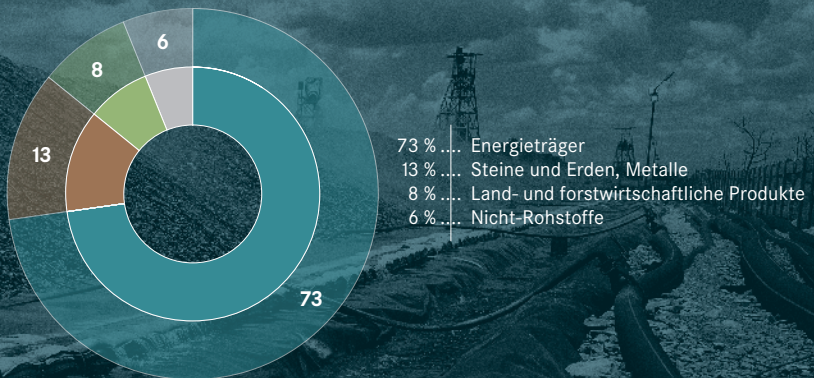 6
8
13
73
73 % .... Energieträger
13 % .... Steine und Erden, Metalle
8 % .... Land- und forstwirtschaftliche Produkte
6 % .... Nicht-Rohstoffe